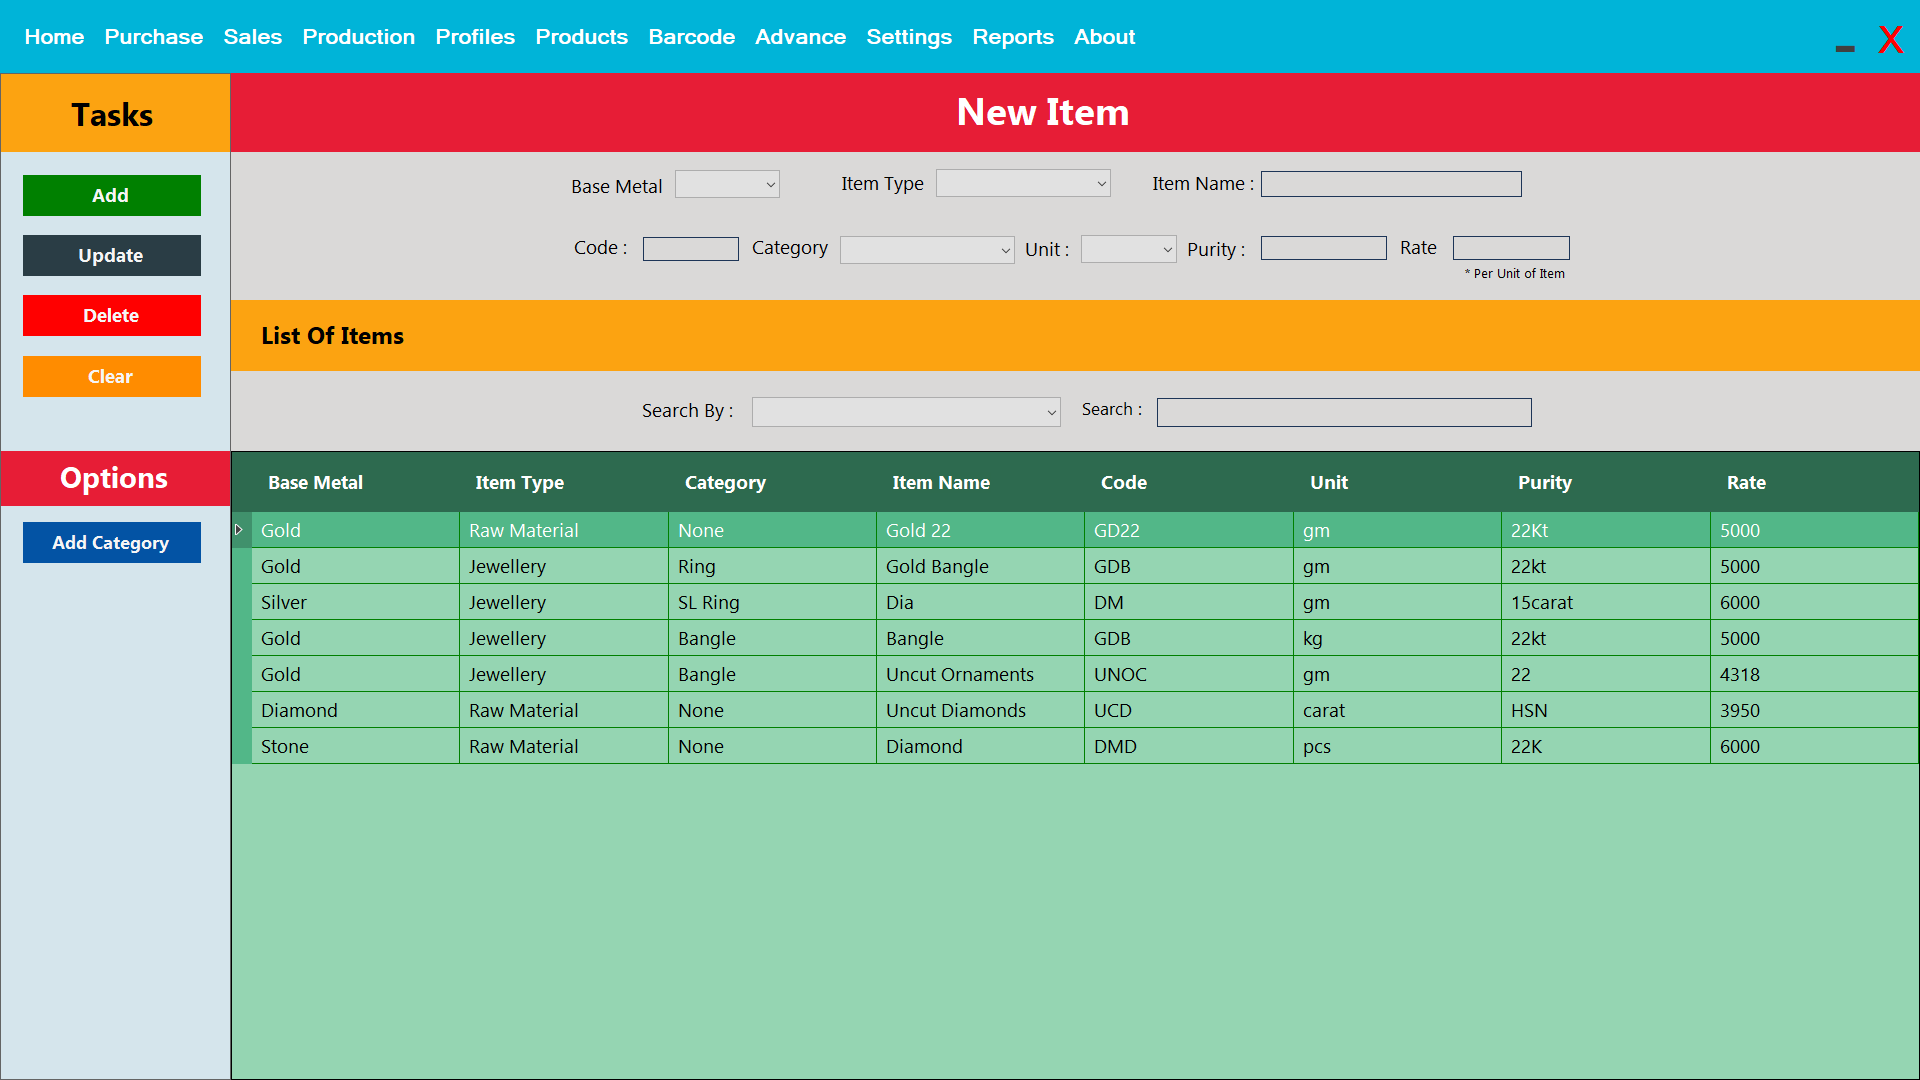 Home Purchase Sales Production Profiles Products Barcode Advance Settings Reports About
X
Tasks
New Item
Add
Update
Delete
Clear
Base Metal Item Type Item Name :
Code : Category Unit : Purity : Rate
* Per Unit of Item
List Of Items
Search By : Search :
Options
Add Category
Base Metal Item Type Category Item Name Code Unit Purity Rate
Gold Raw Material None Gold 22 GD22 gm 22Kt 5000
Gold Jewellery Ring Gold Bangle GDB gm 22kt 5000
Silver Jewellery SL Ring Dia DM gm 15carat 6000
Gold Jewellery Bangle Bangle GDB kg 22kt 5000
Gold Jewellery Bangle Uncut Ornaments UNOC gm 22 4318
Diamond Raw Material None Uncut Diamonds UCD carat HSN 3950
Stone Raw Material None Diamond DMD pcs 22K 6000